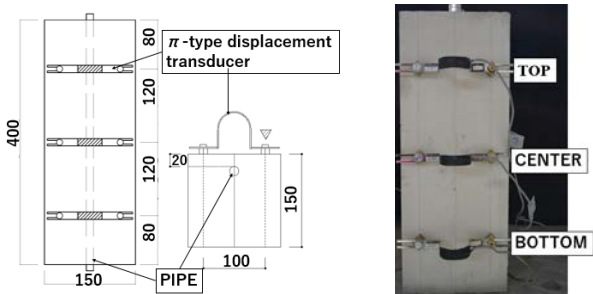 π-type displacement
transducer
80
120
400
120
80
150
20
150
100
PIPE
TOP
CENTER
BOTTOM